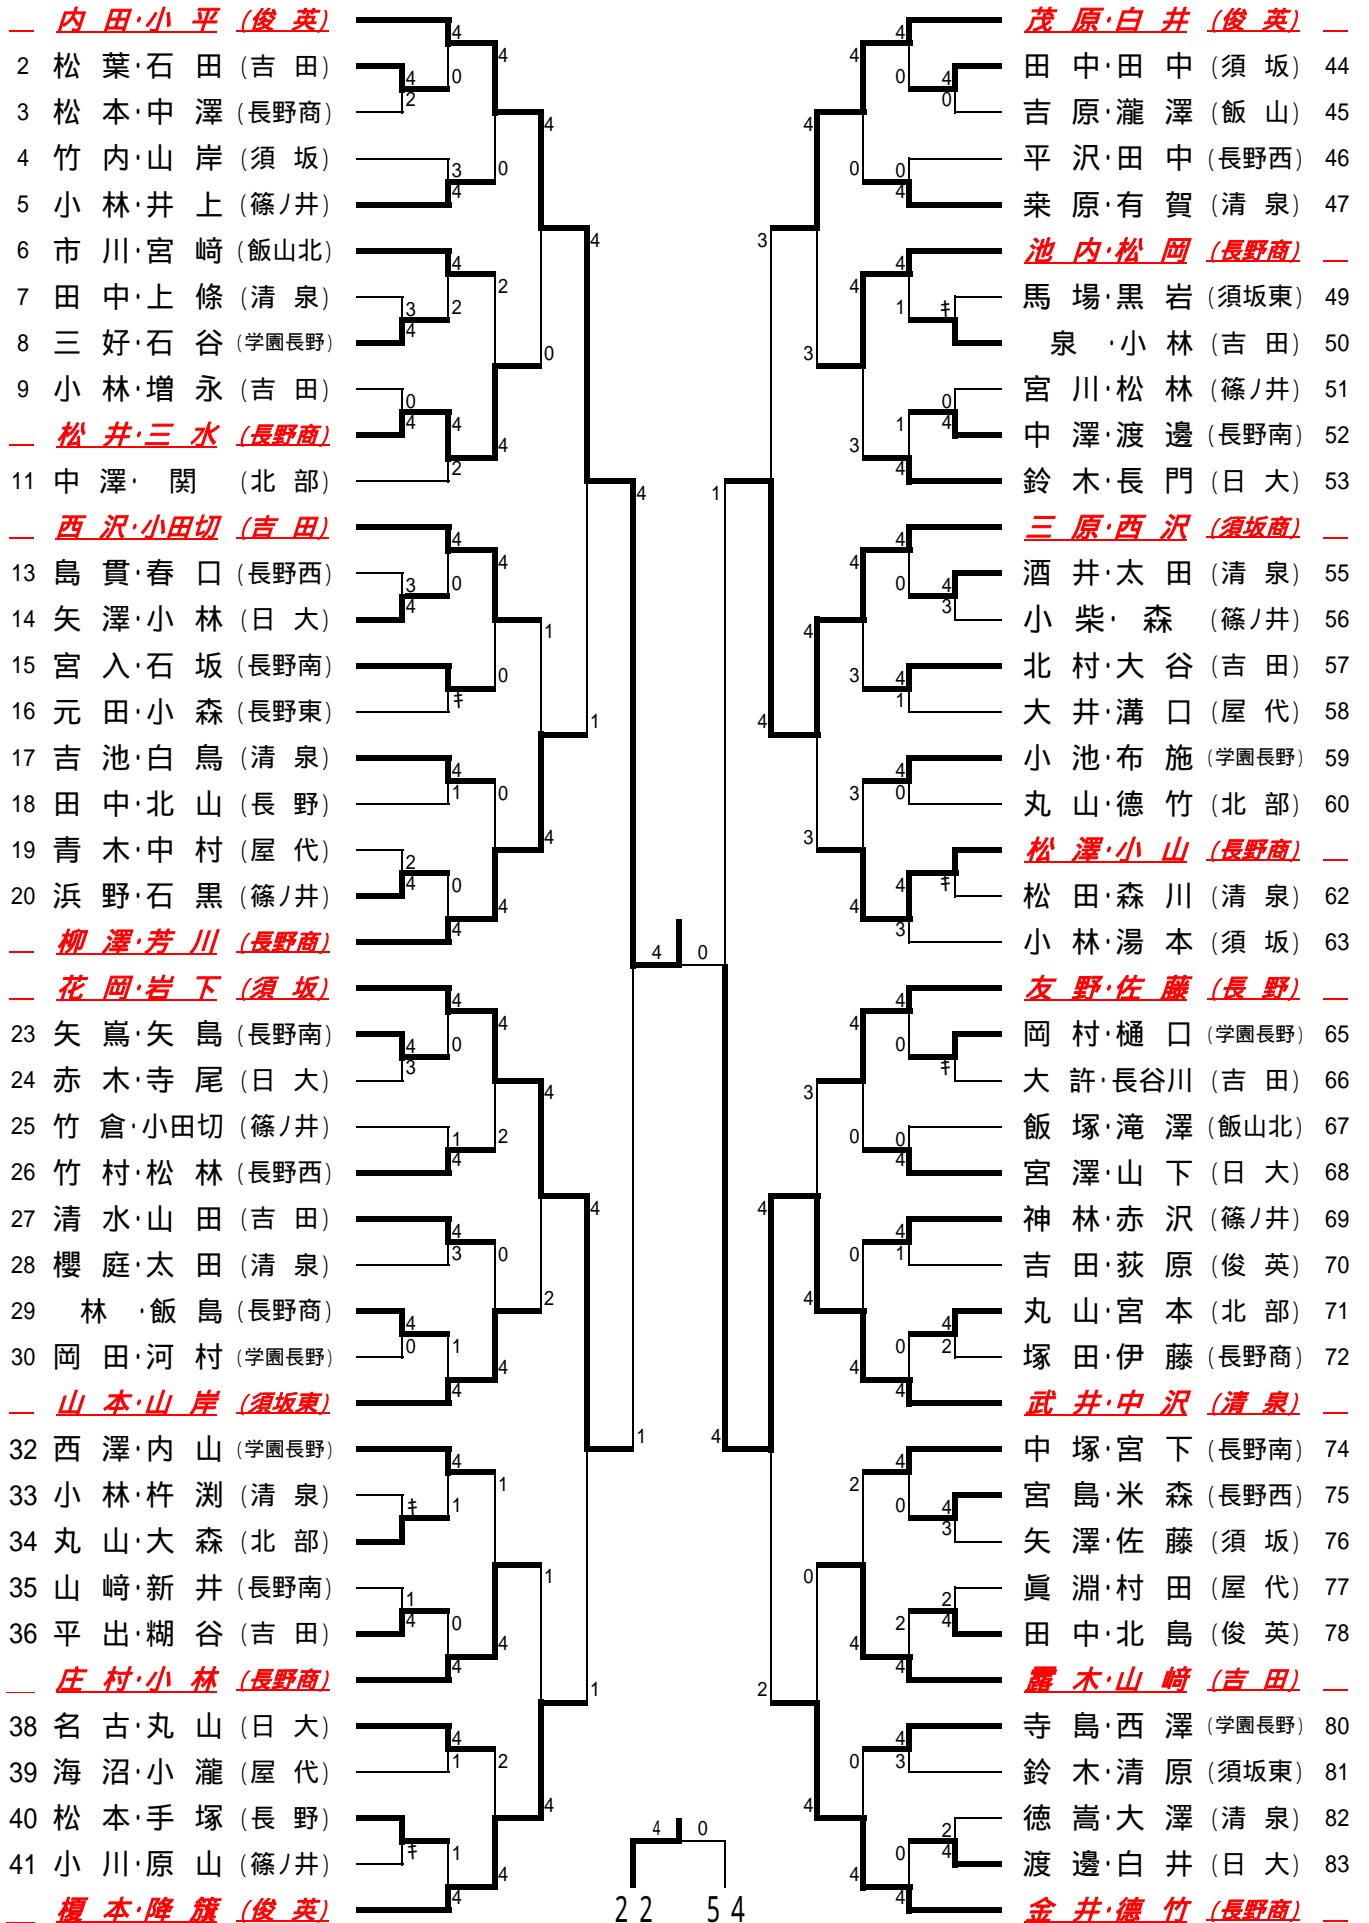 内 田・小 平 (俊 英)
2 松 葉・石 田 (吉 田)
3 松 本・中 澤 (長野商)
4 竹 内・山 岸 (須 坂)
5 小 林・井 上 (篠ノ井)
6 市 川・宮 﨑 (飯山北)
7 田 中・上 條 (清 泉)
8 三 好・石 谷 (学園長野)
9 小 林・増 永 (吉 田)
松 井・三 水 (長野商)
11 中 澤・ 関 (北 部)
西 沢・小田切 (吉 田)
13 島 貫・春 口 (長野西)
14 矢 澤・小 林 (日 大)
15 宮 入・石 坂 (長野南)
16 元 田・小 森 (長野東)
17 吉 池・白 鳥 (清 泉)
18 田 中・北 山 (長 野)
19 青 木・中 村 (屋 代)
20 浜 野・石 黒 (篠ノ井)
柳 澤・芳 川 (長野商)
花 岡・岩 下 (須 坂)
23 矢 嶌・矢 島 (長野南)
24 赤 木・寺 尾 (日 大)
25 竹 倉・小田切 (篠ノ井)
26 竹 村・松 林 (長野西)
27 清 水・山 田 (吉 田)
28 櫻 庭・太 田 (清 泉)
29 林 ・飯 島 (長野商)
30 岡 田・河 村 (学園長野)
山 本・山 岸 (須坂東)
32 西 澤・内 山 (学園長野)
33 小 林・杵 渕 (清 泉)
34 丸 山・大 森 (北 部)
35 山 﨑・新 井 (長野南)
36 平 出・糊 谷 (吉 田)
庄 村・小 林 (長野商)
38 名 古・丸 山 (日 大)
39 海 沼・小 瀧 (屋 代)
40 松 本・手 塚 (長 野)
41 小 川・原 山 (篠ノ井)
榎 本・降 籏 (俊 英)
4 0
4 0
22 54
茂 原・白 井 (俊 英)
田 中・田 中 (須 坂) 44
吉 原・瀧 澤 (飯 山) 45
平 沢・田 中 (長野西) 46
桒 原・有 賀 (清 泉) 47
池 内・松 岡 (長野商)
馬 場・黒 岩 (須坂東) 49
泉 ・小 林 (吉 田) 50
宮 川・松 林 (篠ノ井) 51
中 澤・渡 邊 (長野南) 52
鈴 木・長 門 (日 大) 53
三 原・西 沢 (須坂商)
酒 井・太 田 (清 泉) 55
小 柴・ 森 (篠ノ井) 56
北 村・大 谷 (吉 田) 57
大 井・溝 口 (屋 代) 58
小 池・布 施 (学園長野) 59
丸 山・德 竹 (北 部) 60
松 澤・小 山 (長野商)
松 田・森 川 (清 泉) 62
小 林・湯 本 (須 坂) 63
友 野・佐 藤 (長 野)
岡 村・樋 口 (学園長野) 65
大 許・長谷川 (吉 田) 66
飯 塚・滝 澤 (飯山北) 67
宮 澤・山 下 (日 大) 68
神 林・赤 沢 (篠ノ井) 69
吉 田・荻 原 (俊 英) 70
丸 山・宮 本 (北 部) 71
塚 田・伊 藤 (長野商) 72
武 井・中 沢 (清 泉)
中 塚・宮 下 (長野南) 74
宮 島・米 森 (長野西) 75
矢 澤・佐 藤 (須 坂) 76
眞 淵・村 田 (屋 代) 77
田 中・北 島 (俊 英) 78
露 木・山 﨑 (吉 田)
寺 島・西 澤 (学園長野) 80
鈴 木・清 原 (須坂東) 81
徳 嵩・大 澤 (清 泉) 82
渡 邊・白 井 (日 大) 83
金 井・德 竹 (長野商)